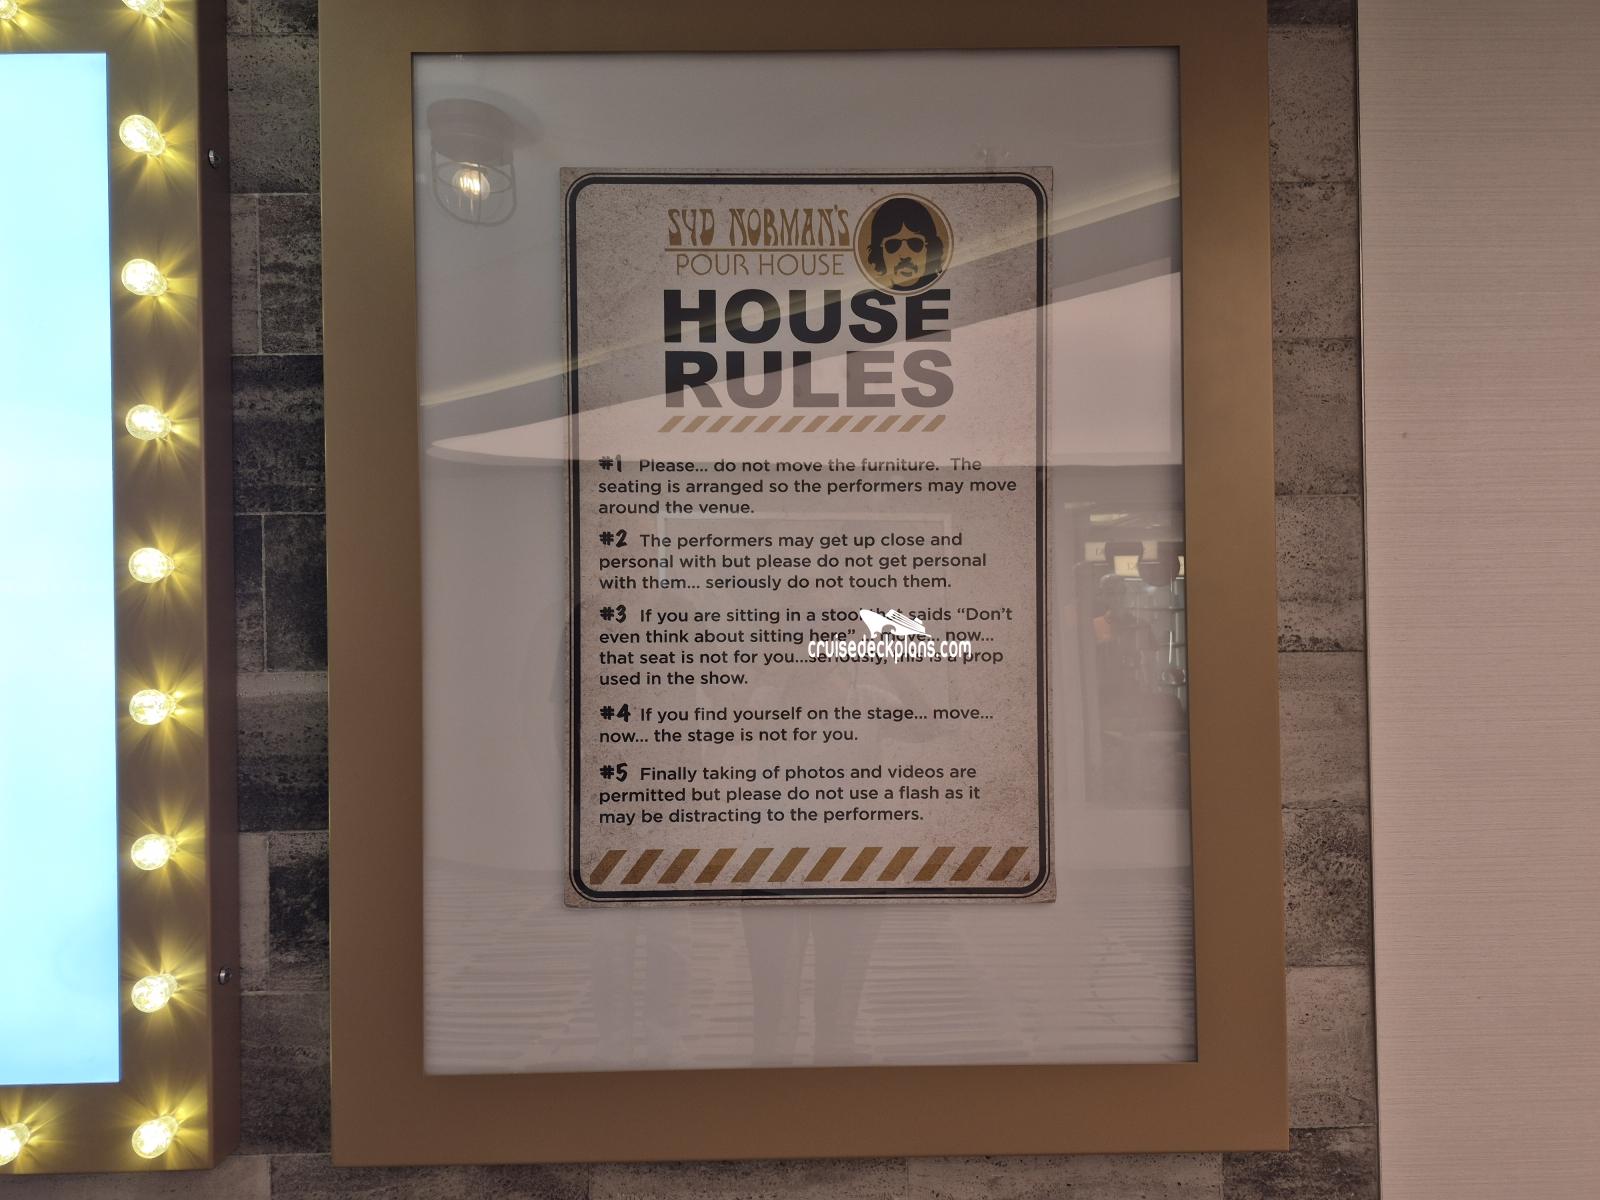 SYD NORMAN'S
POUR HOUSE
HOUSE
RULES
#1 Please... do not move the furniture. The
seating is arranged so the performers may move
around the venue.
#2 The performers may get up close and
personal with but please do not get personal
with them... seriously do not touch them.
#3 If you are sitting in a stool that saids “Don't
even think about sitting here” ... move... now...
that seat is not for you...seriously, this is a prop
used in the show.
#4 If you find yourself on the stage... move...
now... the stage is not for you.
#5 Finally taking of photos and videos are
permitted but please do not use a flash as it
may be distracting to the performers.
cruisedeckplans.com